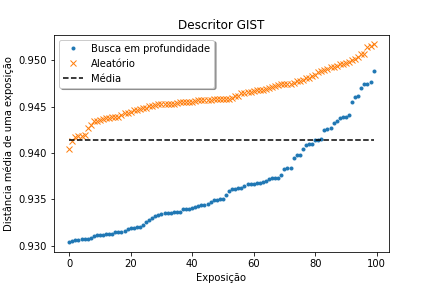 Descritor GIST
Busca em profundidade
Aleatório
Média
Distância média de uma exposição
0.950
0.945
0.940
0.935
0.930
0
20
40
60
80
100
Exposição